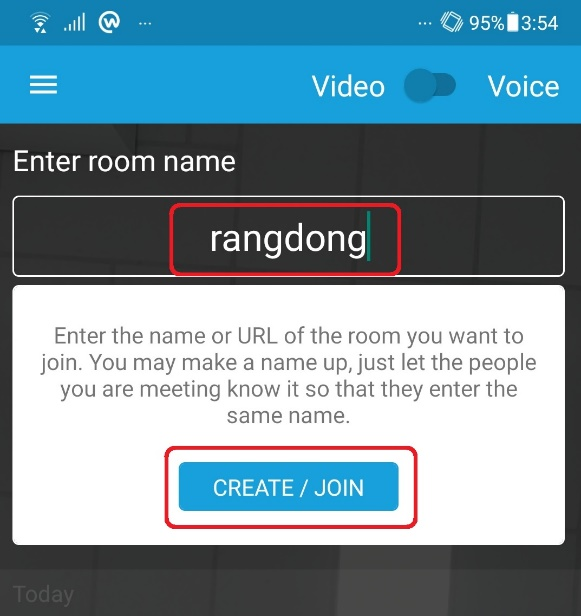 ... ... 95% 3:54
Video Voice
Enter room name
rangdong
Enter the name or URL of the room you want to
join. You may make a name up, just let the people
you are meeting know it so that they enter the
same name.
CREATE / JOIN
Today